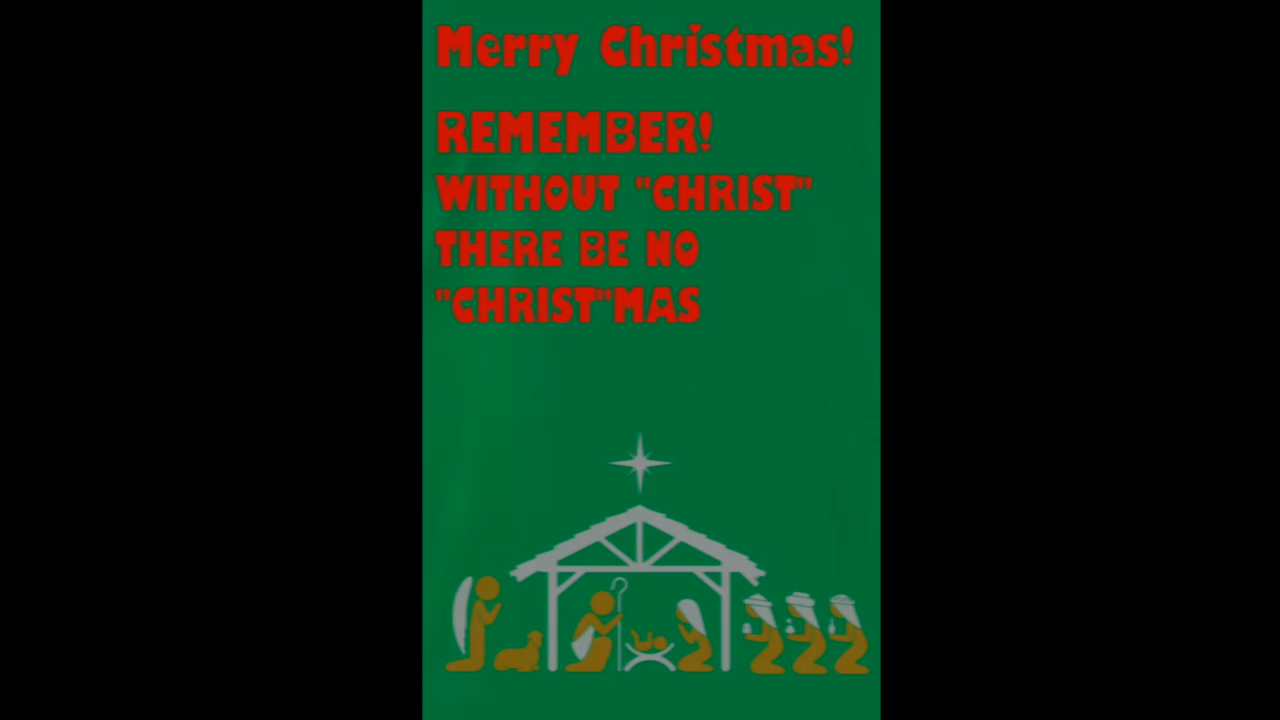 Merry Christmas!
REMEMBER!
WITHOUT "CHRIST"
THERE BE NO
"CHRIST"MAS